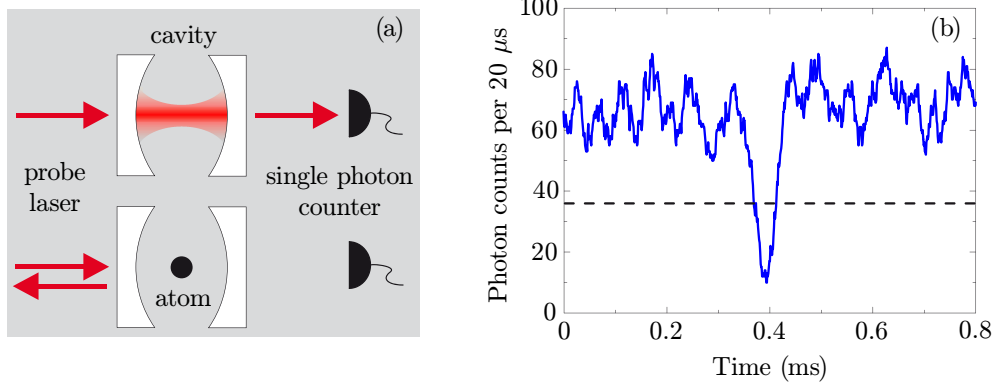 cavity
(a)
probe
laser
single photon
counter
atom
(b)
Photon counts per 20 μs
100
80
60
40
20
0
0
0.2
0.4
0.6
0.8
Time (ms)